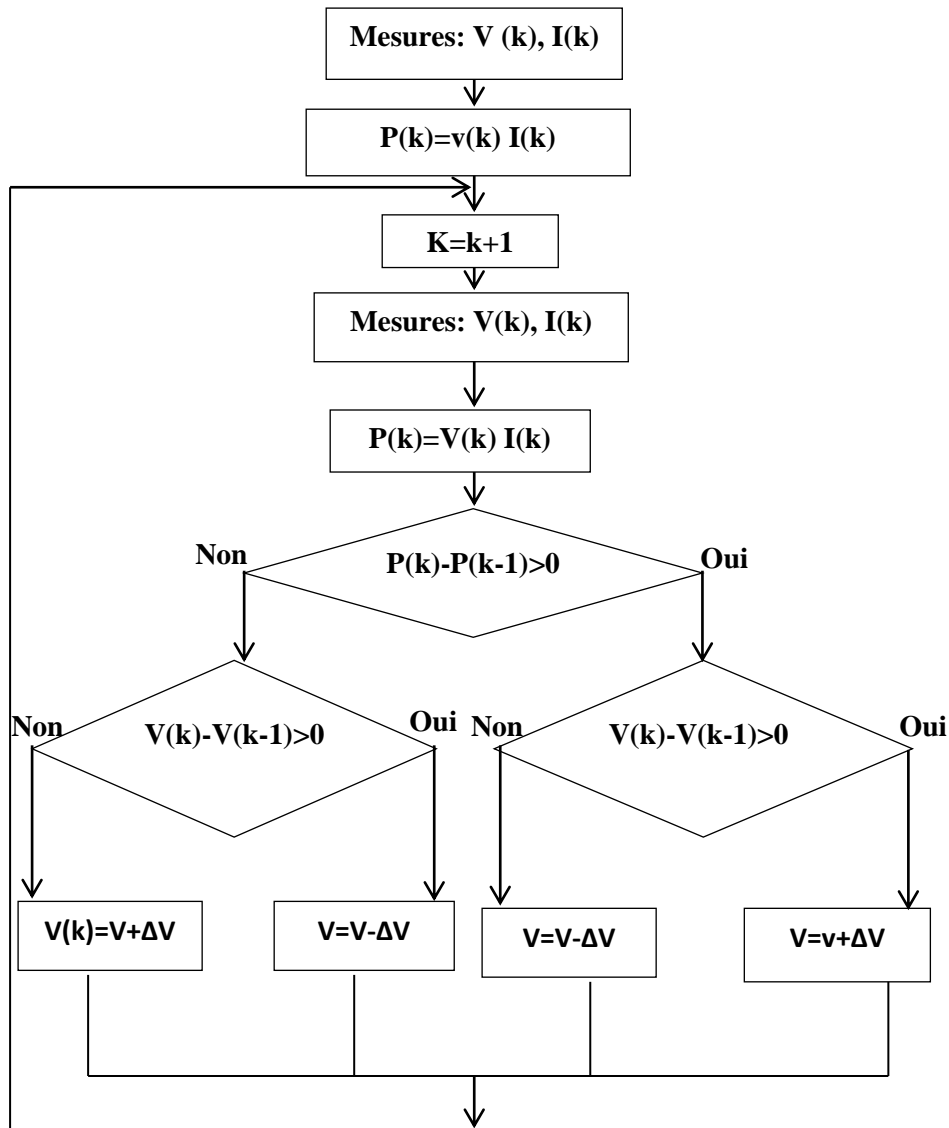 Mesures: V (k), I(k)
P(k)=v(k) I(k)
K=k+1
Mesures: V(k), I(k)
P(k)=V(k) I(k)
Non
P(k)-P(k-1)>0
Oui
Non
V(k)-V(k-1)>0
Oui
Non
V(k)-V(k-1)>0
Oui
V(k)=V+ΔV
V=V-ΔV
V=V-ΔV
V=v+ΔV